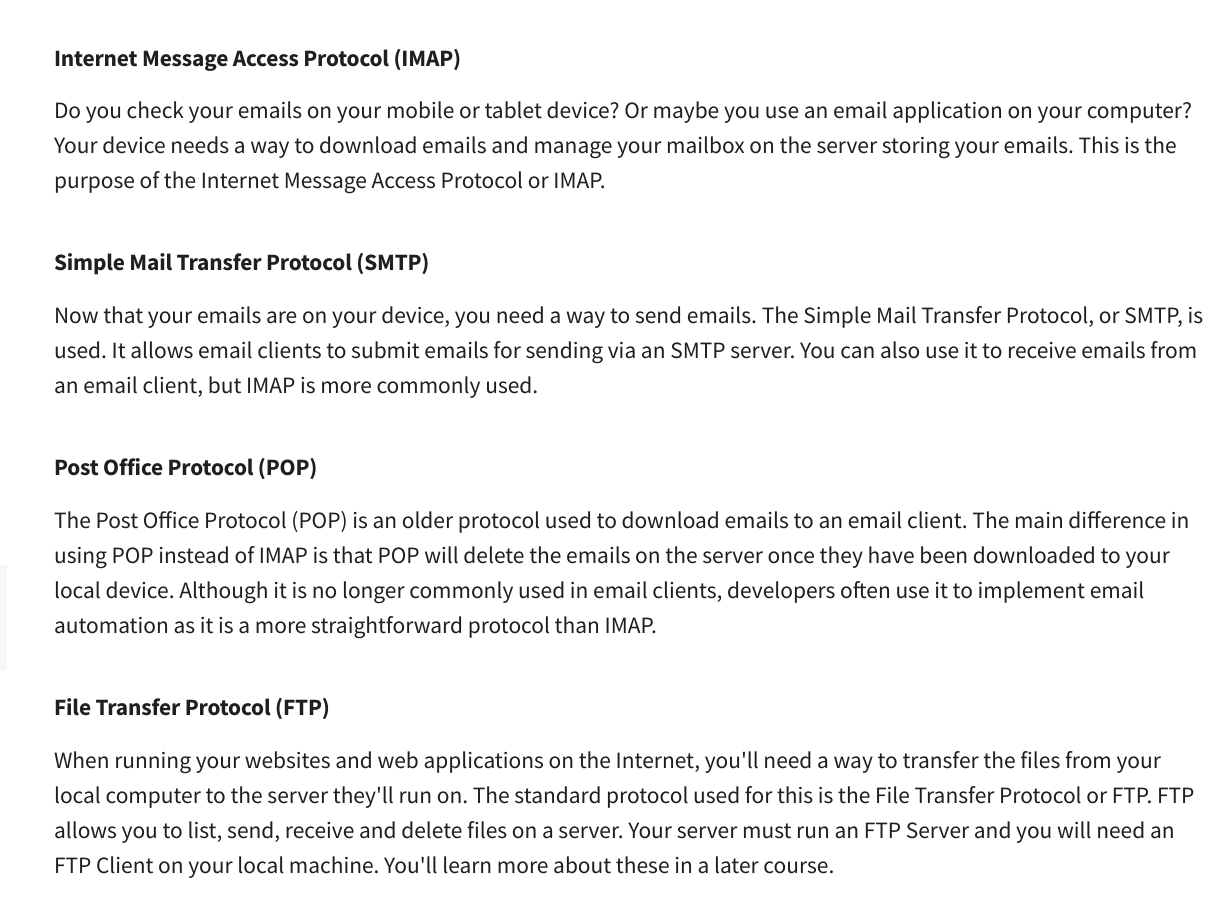 Internet Message Access Protocol (IMAP)
Do you check your emails on your mobile or tablet device? Or maybe you use an email application on your computer?
Your device needs a way to download emails and manage your mailbox on the server storing your emails. This is the
purpose of the Internet Message Access Protocol or IMAP.
Simple Mail Transfer Protocol (SMTP)
Now that your emails are on your device, you need a way to send emails. The Simple Mail Transfer Protocol, or SMTP, is
used. It allows email clients to submit emails for sending via an SMTP server. You can also use it to receive emails from
an email client, but IMAP is more commonly used.
Post Office Protocol (POP)
The Post Office Protocol (POP) is an older protocol used to download emails to an email client. The main difference in
using POP instead of IMAP is that POP will delete the emails on the server once they have been downloaded to your
local device. Although it is no longer commonly used in email clients, developers often use it to implement email
automation as it is a more straightforward protocol than IMAP.
File Transfer Protocol (FTP)
When running your websites and web applications on the Internet, you'll need a way to transfer the files from your
local computer to the server they'll run on. The standard protocol used for this is the File Transfer Protocol or FTP. FTP
allows you to list, send, receive and delete files on a server. Your server must run an FTP Server and you will need an
FTP Client on your local machine. You'll learn more about these in a later course.